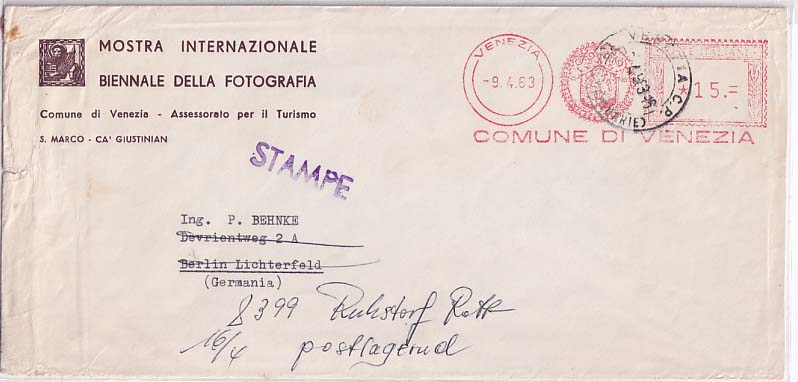 MOSTRA INTERNAZIONALE
BIENNALE DELLA FOTOGRAFIA
Comune di Venezia - Assessorato per il Turismo
S. MARCO - CA' GIUSTINIAN
VENEZIA
-9.4.63
VENEZIA C.P.
15.=
COMUNE DI VENEZIA
STAMPE
Ing. P. BEHNKE
Devrientweg 2 A
Berlin Lichterfeld
(Germania)
8399 Ruhstorf Rott
16/4 postlagernd